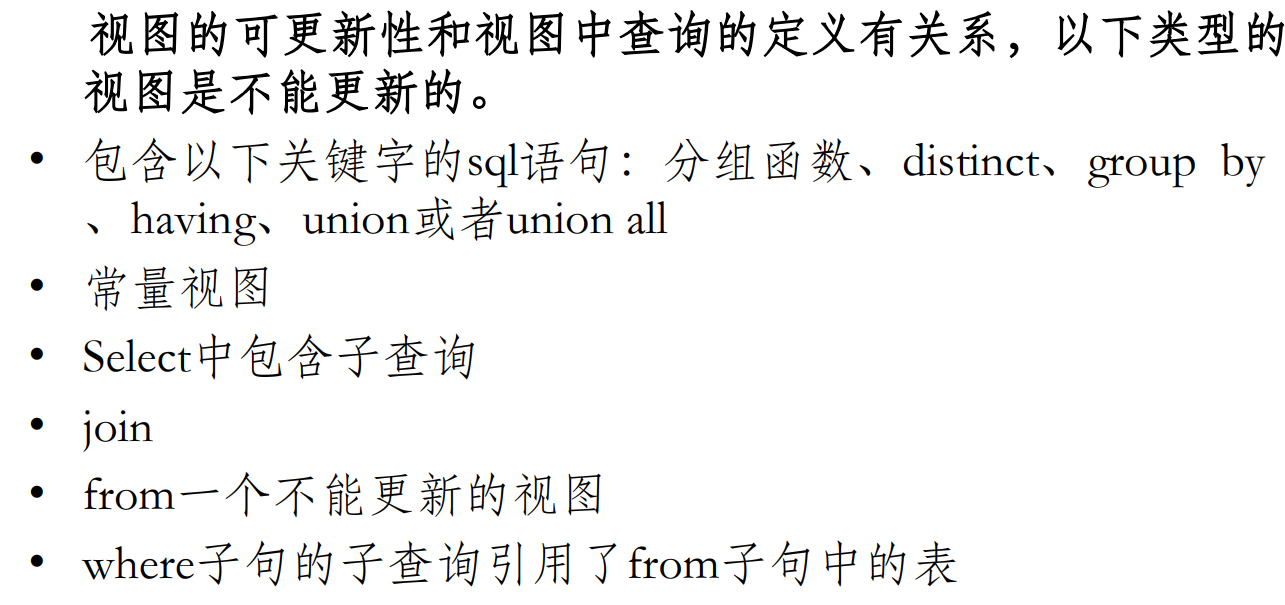 视图的可更新性和视图中查询的定义有关系，以下类型的
视图是不能更新的。
• 包含以下关键字的sql语句：分组函数、distinct、group by
、having、union或者union all
• 常量视图
• Select中包含子查询
• join
• from一个不能更新的视图
• where子句的子查询引用了from子句中的表